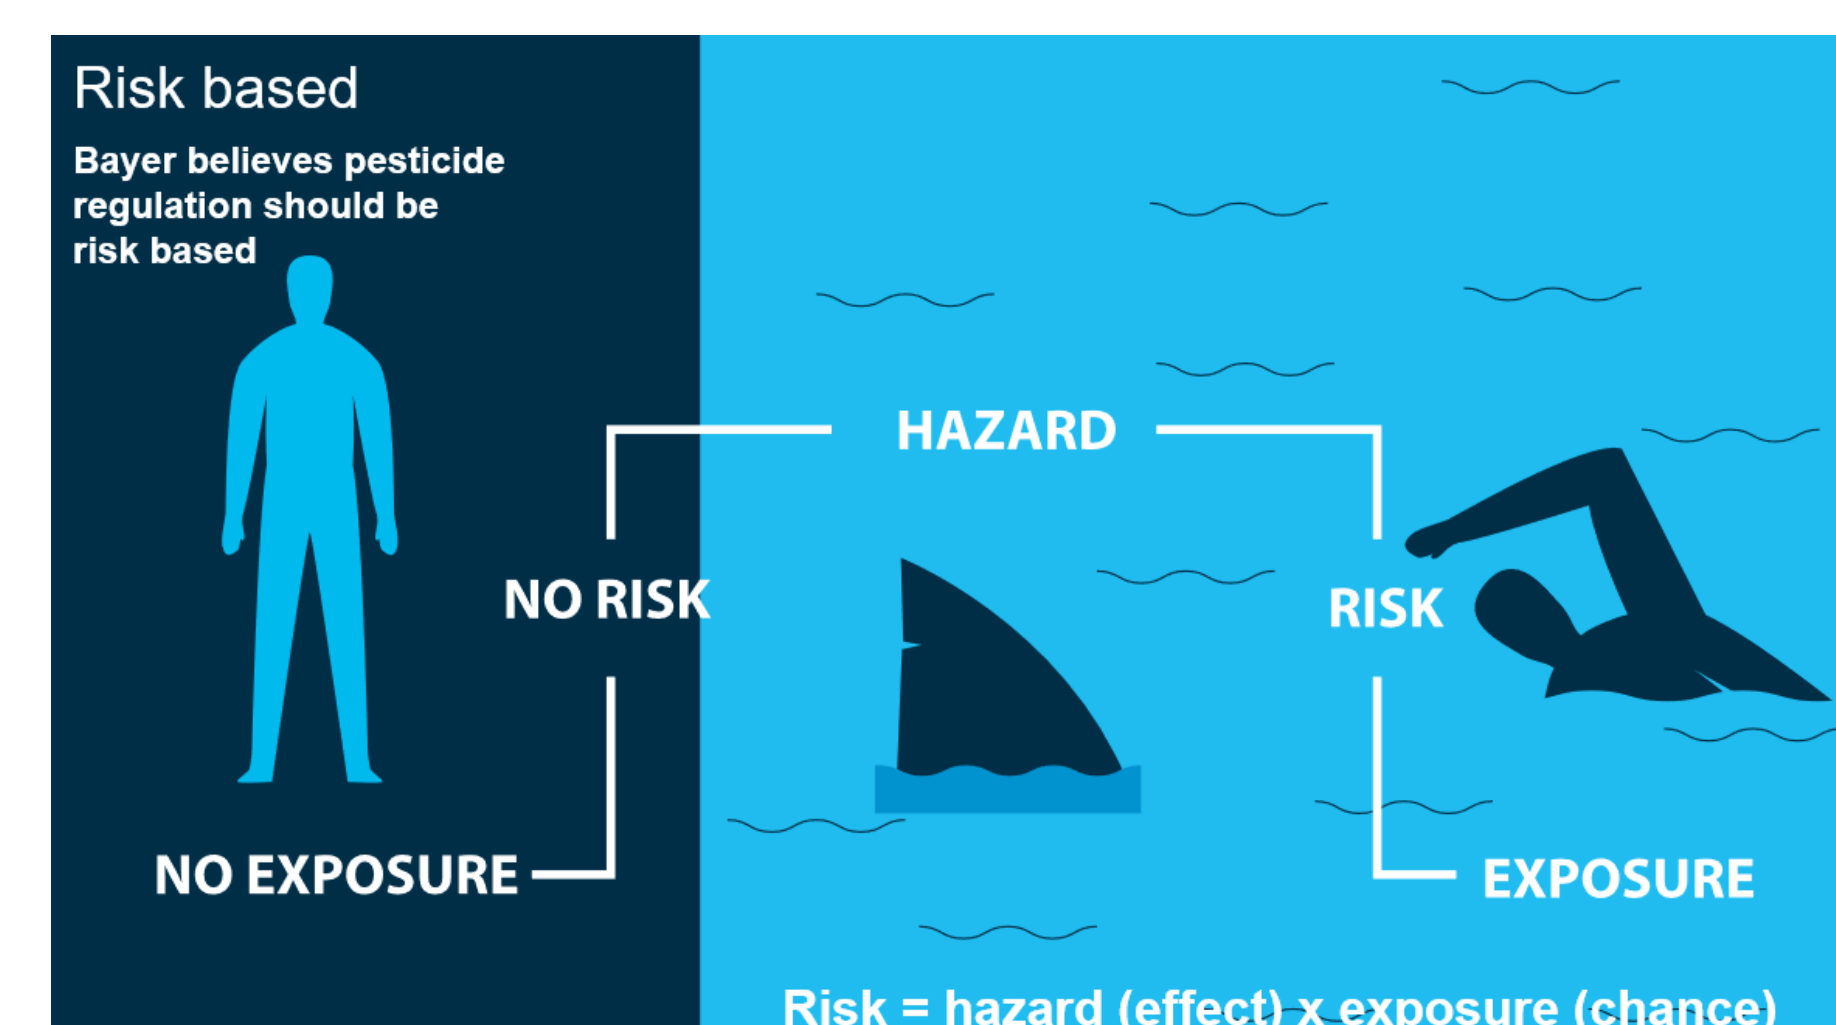 Risk based
Bayer believes pesticide
regulation should be
risk based
HAZARD
NO RISK
RISK
NO EXPOSURE
EXPOSURE
Risk = hazard (effect) x exposure (chance)